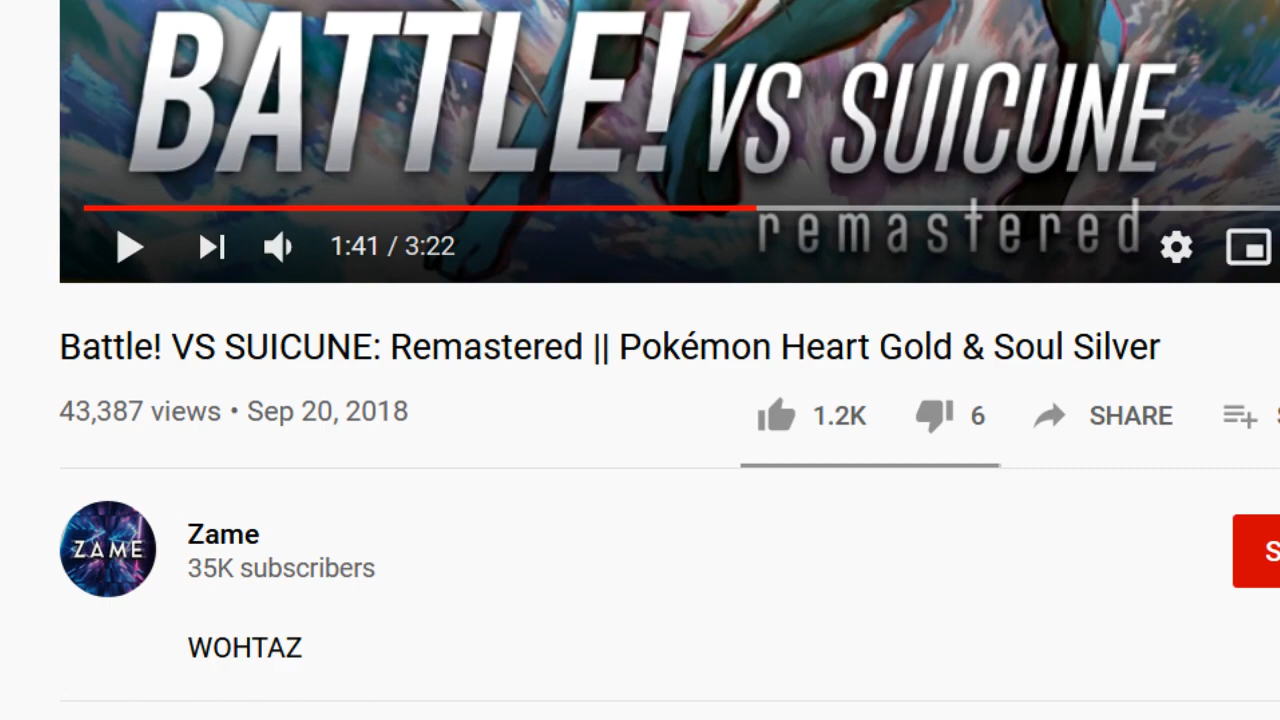 BATTLE! VS SUICUNE
remastered
1:41 / 3:22
Battle! VS SUICUNE: Remastered || Pokémon Heart Gold & Soul Silver
43,387 views • Sep 20, 2018 1.2K 6 SHARE S
ZAME
Zame
35K subscribers
S
WOHTAZ